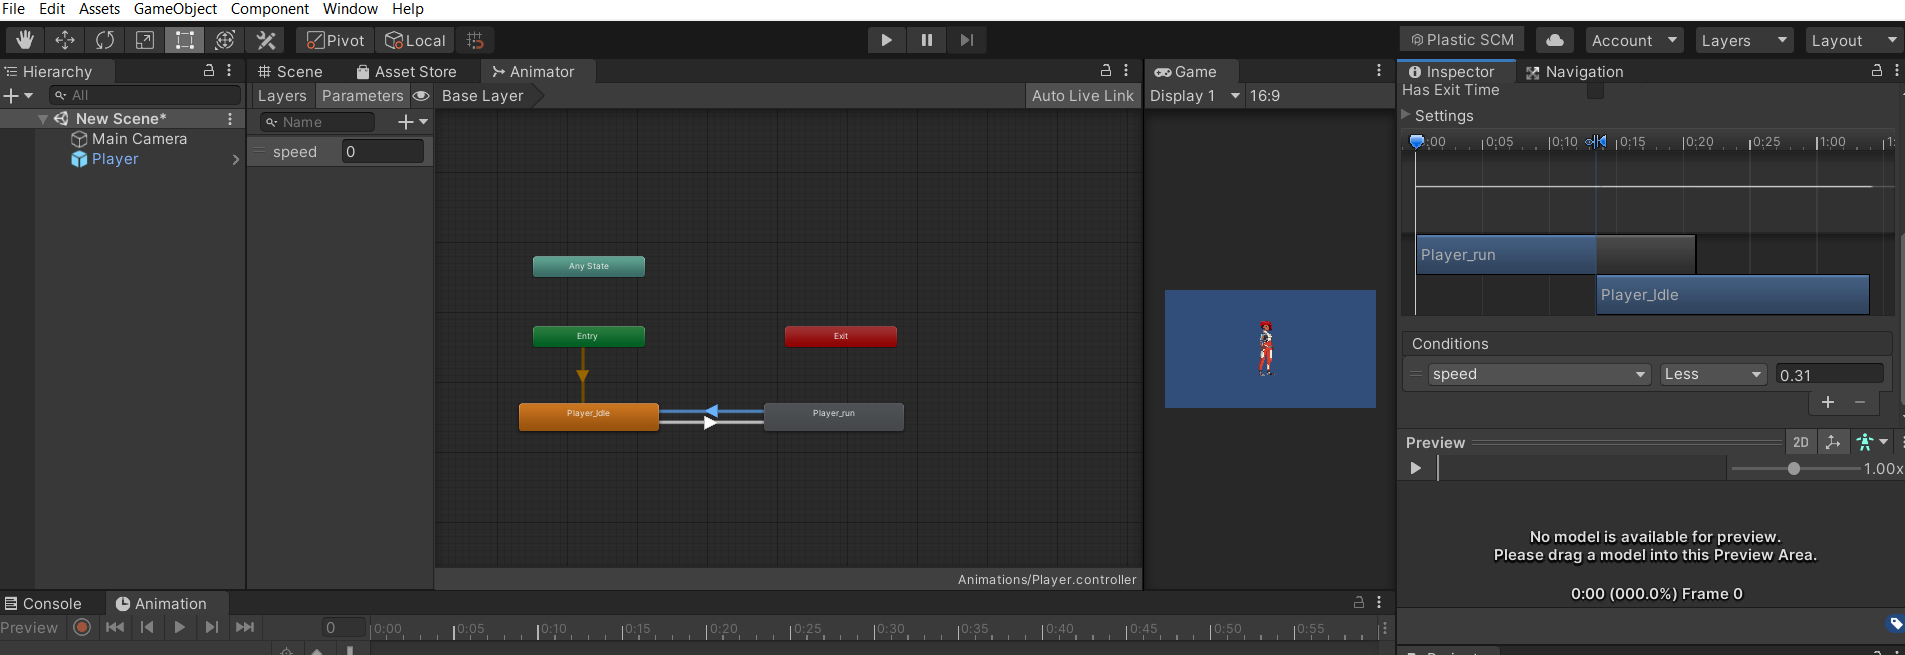 File Edit Assets GameObject Component Window Help
Pivot Local Plastic SCM Account Layers Layout
Hierarchy Scene Asset Store Animator Game Inspector Navigation
All Layers Parameters Base Layer Auto Live Link Display 1 16:9 Has Exit Time
New Scene*
Name
Settings
Main Camera
speed 0
Player
:00 0:05 0:10 0:15 0:20 0:25 1:00 1:
Player_run
Player_Idle
Any State
Entry Exit
Player_Idle Player_run
Conditions
speed Less 0.31
Preview 2D
1.00x
No model is available for preview.
Please drag a model into this Preview Area.
0:00 (000.0%) Frame 0
Animations/Player.controller
Console Animation
Preview 0 0:00 0:05 0:10 0:15 0:20 0:25 0:30 0:35 0:40 0:45 0:50 0:55